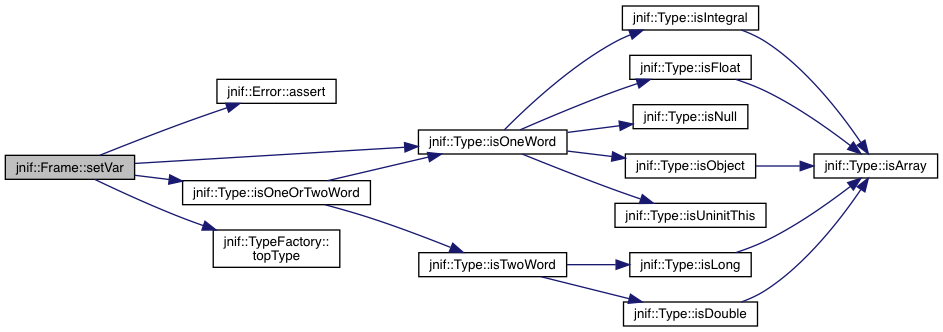 jnif::Frame::setVar
jnif::Error::assert
jnif::Type::isOneOrTwoWord
jnif::TypeFactory::
topType
jnif::Type::isOneWord
jnif::Type::isTwoWord
jnif::Type::isIntegral
jnif::Type::isFloat
jnif::Type::isNull
jnif::Type::isObject
jnif::Type::isUninitThis
jnif::Type::isLong
jnif::Type::isDouble
jnif::Type::isArray